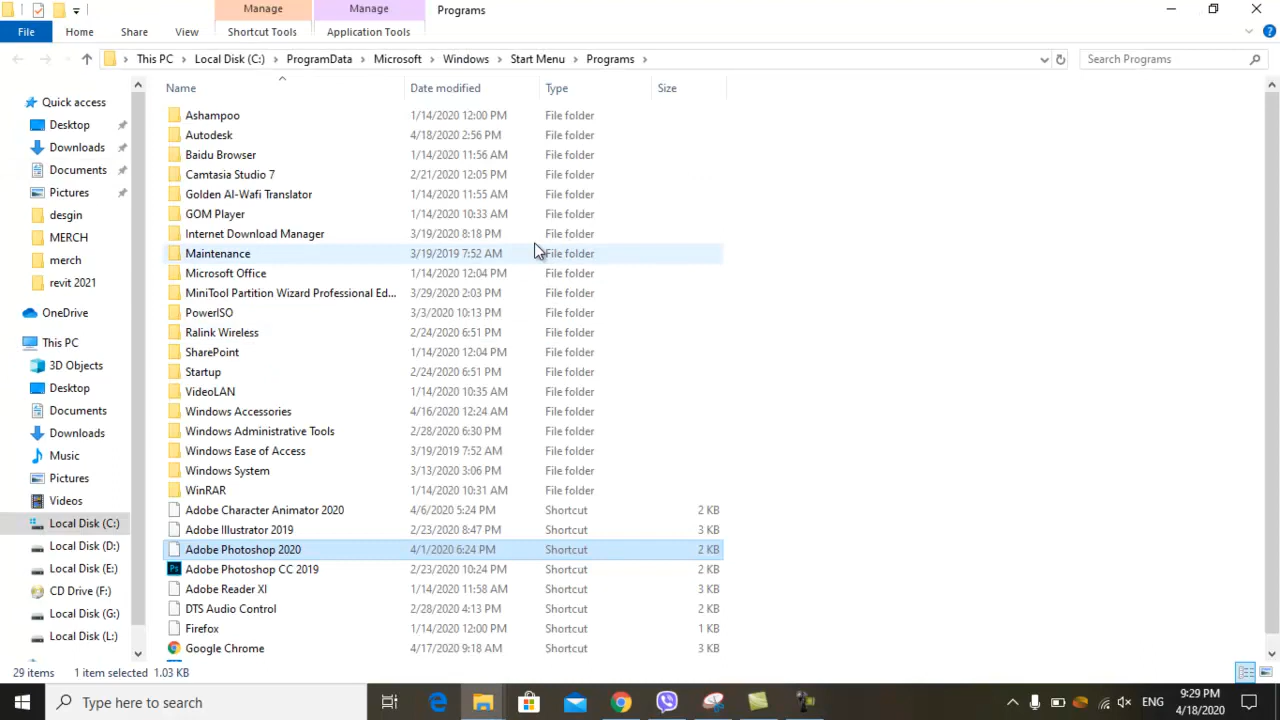 Manage
Manage
Programs
File
Home
Share
View
Shortcut Tools
Application Tools
This PC
Local Disk (C:)
ProgramData
Microsoft
Windows
Start Menu
Programs
Search Programs
Name
Date modified
Type
Size
Quick access
Desktop
Downloads
Documents
Pictures
desgin
MERCH
merch
revit 2021
OneDrive
This PC
3D Objects
Desktop
Documents
Downloads
Music
Pictures
Videos
Local Disk (C:)
Local Disk (D:)
Local Disk (E:)
CD Drive (F:)
Local Disk (G:)
Local Disk (L:)
Ashampoo 1/14/2020 12:00 PM File folder
Autodesk 4/18/2020 2:56 PM File folder
Baidu Browser 1/14/2020 11:56 AM File folder
Camtasia Studio 7 2/21/2020 12:05 PM File folder
Golden Al-Wafi Translator 1/14/2020 11:55 AM File folder
GOM Player 1/14/2020 10:33 AM File folder
Internet Download Manager 3/19/2020 8:18 PM File folder
Maintenance 3/19/2019 7:52 AM File folder
Microsoft Office 1/14/2020 12:04 PM File folder
MiniTool Partition Wizard Professional Ed... 3/29/2020 2:03 PM File folder
PowerISO 3/3/2020 10:13 PM File folder
Ralink Wireless 2/24/2020 6:51 PM File folder
SharePoint 1/14/2020 12:04 PM File folder
Startup 2/24/2020 6:51 PM File folder
VideoLAN 1/14/2020 10:35 AM File folder
Windows Accessories 4/16/2020 12:24 AM File folder
Windows Administrative Tools 2/28/2020 6:30 PM File folder
Windows Ease of Access 3/19/2019 7:52 AM File folder
Windows System 3/13/2020 3:06 PM File folder
WinRAR 1/14/2020 10:31 AM File folder
Adobe Character Animator 2020 4/6/2020 5:24 PM Shortcut 2 KB
Adobe Illustrator 2019 2/23/2020 8:47 PM Shortcut 3 KB
Adobe Photoshop 2020 4/1/2020 6:24 PM Shortcut 2 KB
Ps Adobe Photoshop CC 2019 2/23/2020 10:24 PM Shortcut 2 KB
Adobe Reader XI 1/14/2020 11:58 AM Shortcut 3 KB
DTS Audio Control 2/28/2020 4:13 PM Shortcut 2 KB
Firefox 1/14/2020 12:00 PM Shortcut 1 KB
Google Chrome 4/17/2020 9:18 AM Shortcut 3 KB
29 items 1 item selected 1.03 KB
Type here to search
ENG
9:29 PM
4/18/2020